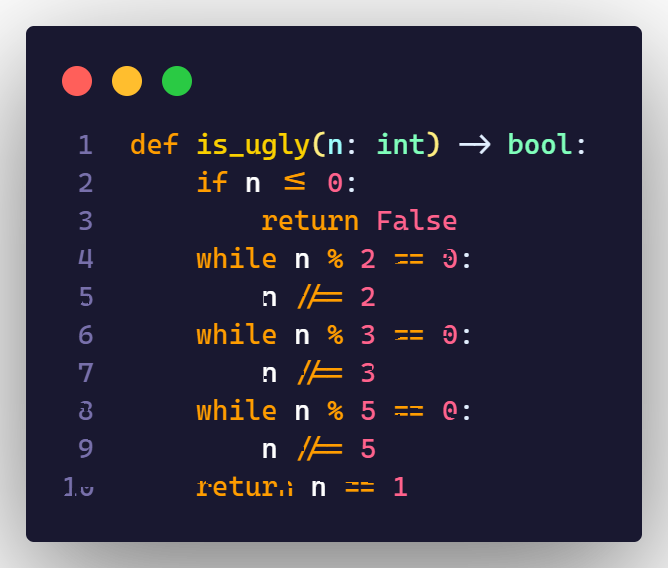 1 def is_ugly(n: int) -> bool:
2     if n <= 0:
3         return False
4     while n % 2 == 0:
5         n //= 2
6     while n % 3 == 0:
7         n //= 3
8     while n % 5 == 0:
9         n //= 5
10     return n == 1